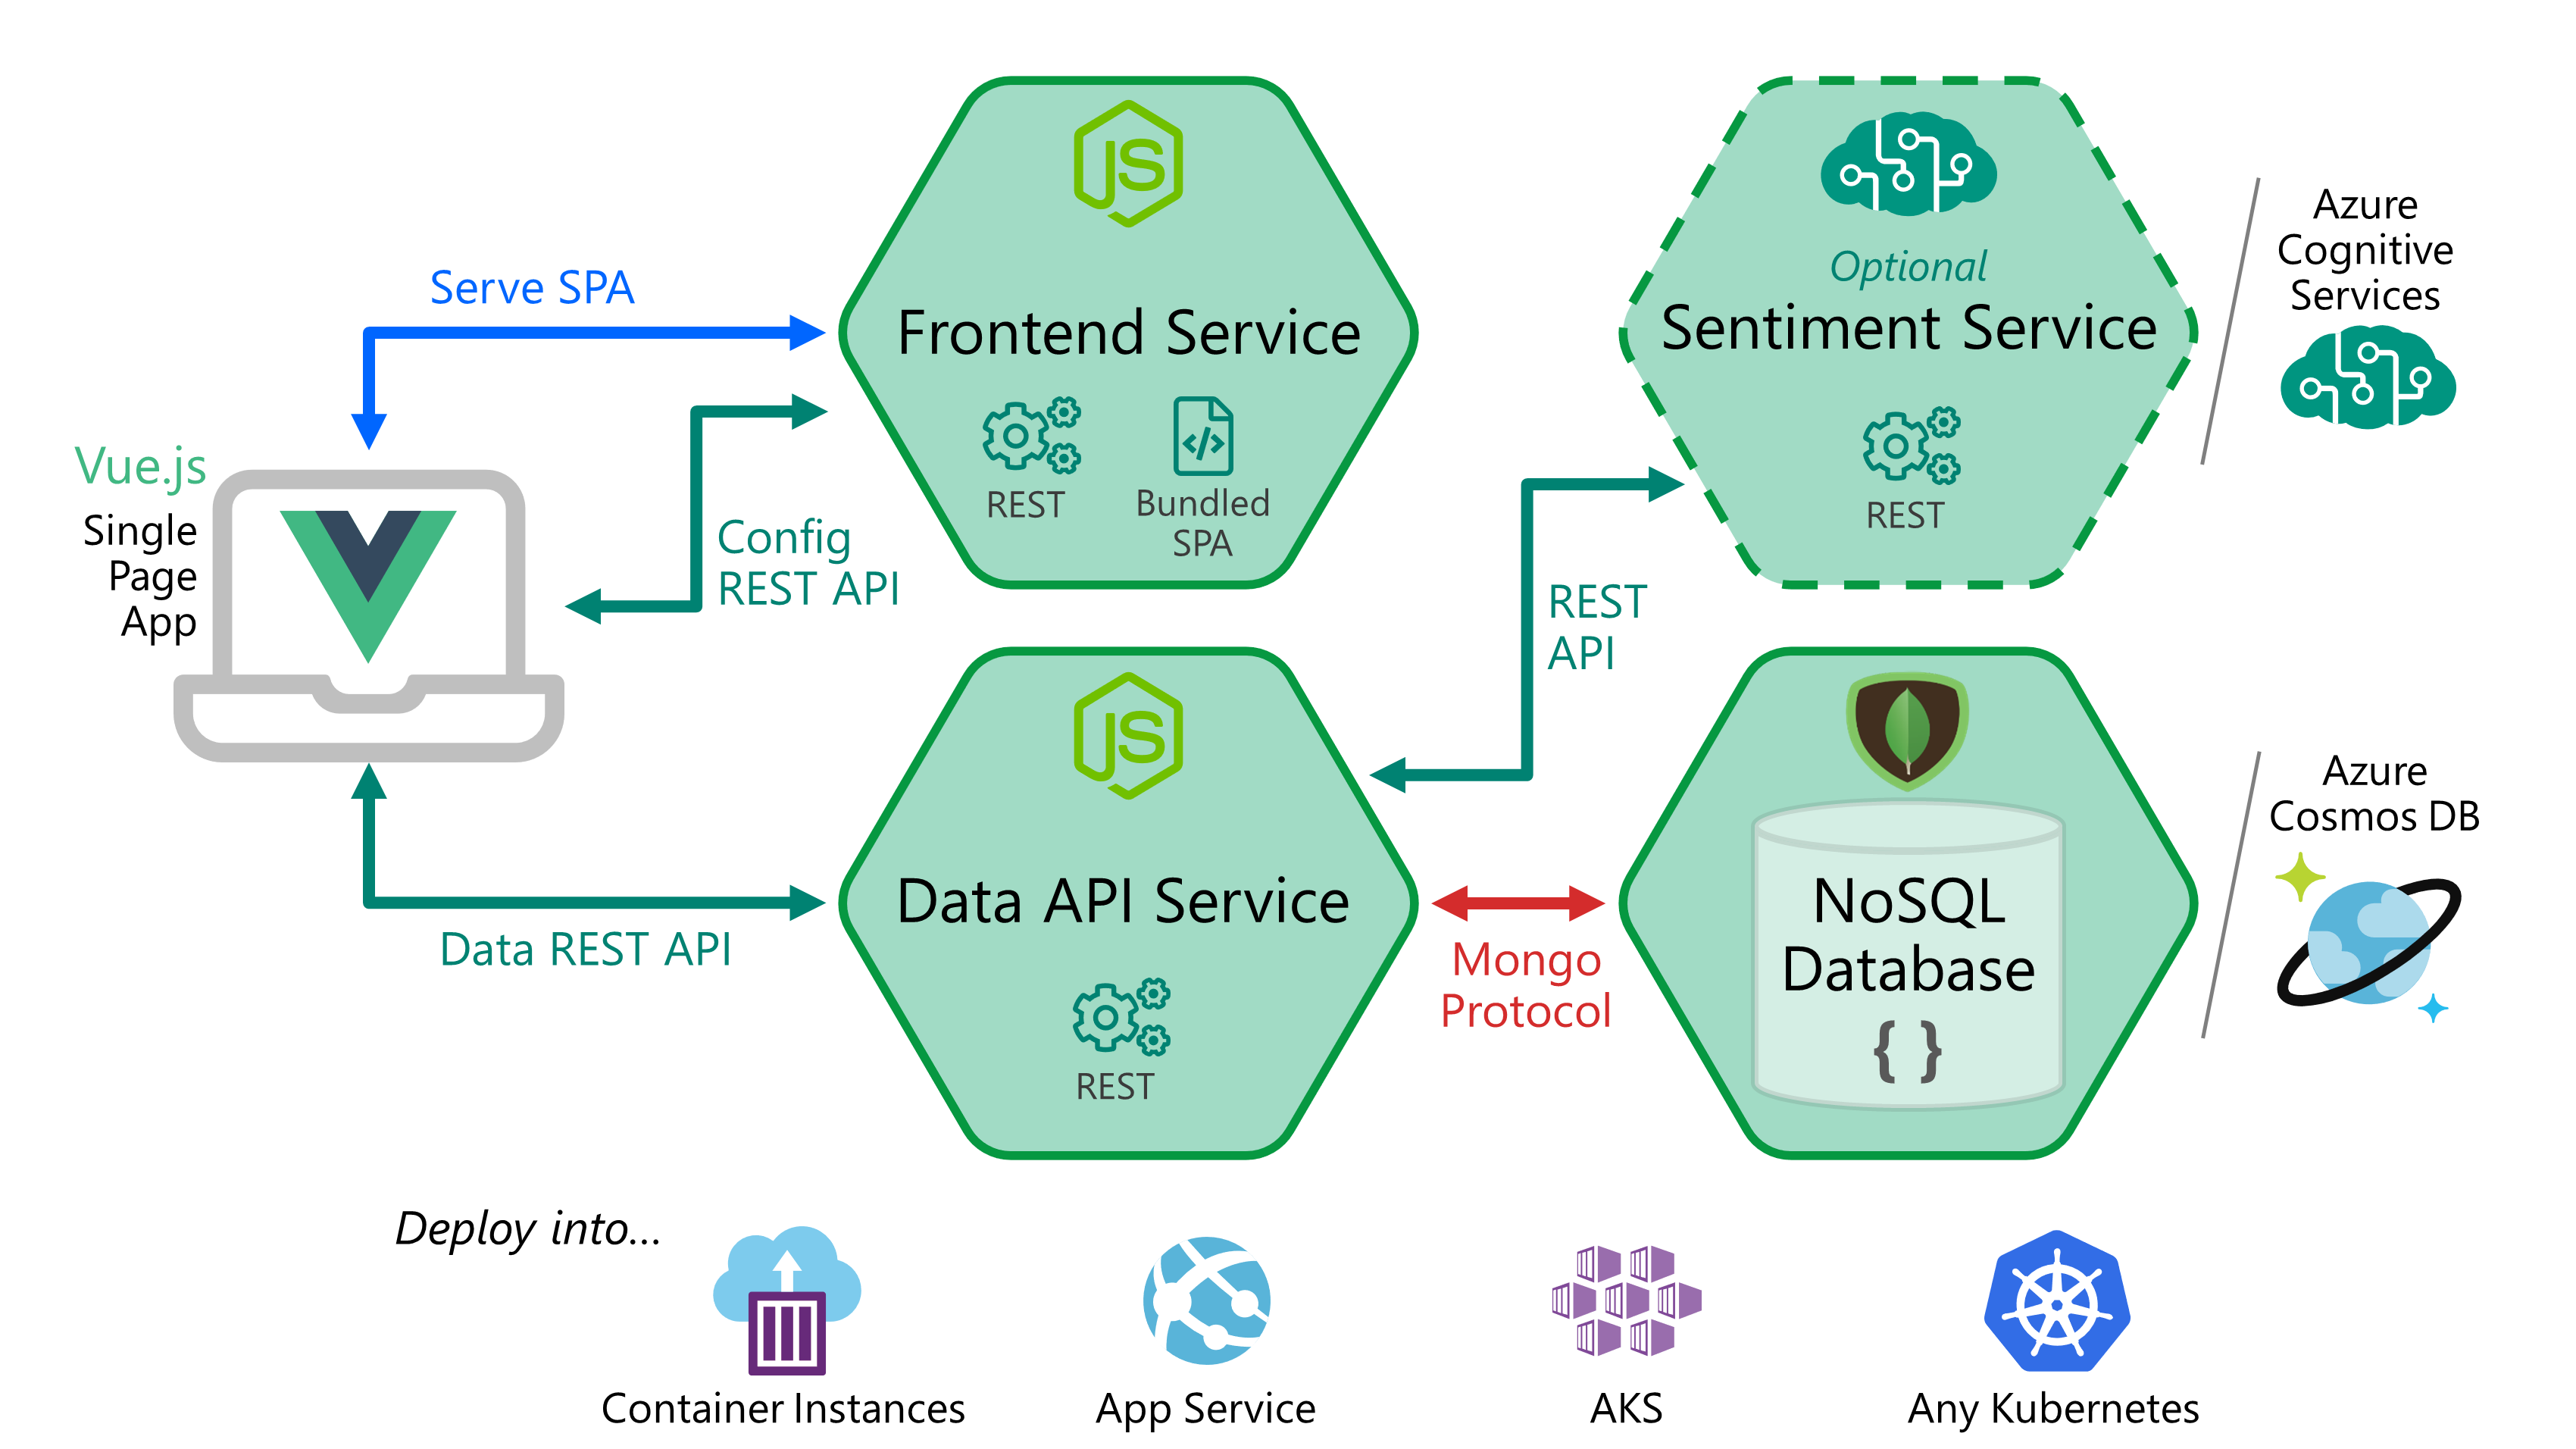 Serve SPA
Vue.js
Single
Page
App
Config
REST API
Data REST API
JS
Frontend Service
REST
Bundled
SPA
JS
Data API Service
REST
REST
API
Mongo
Protocol
Optional
Sentiment Service
REST
Azure
Cognitive
Services
NoSQL
Database
{ }
Azure
Cosmos DB
Deploy into...
Container Instances
App Service
AKS
Any Kubernetes